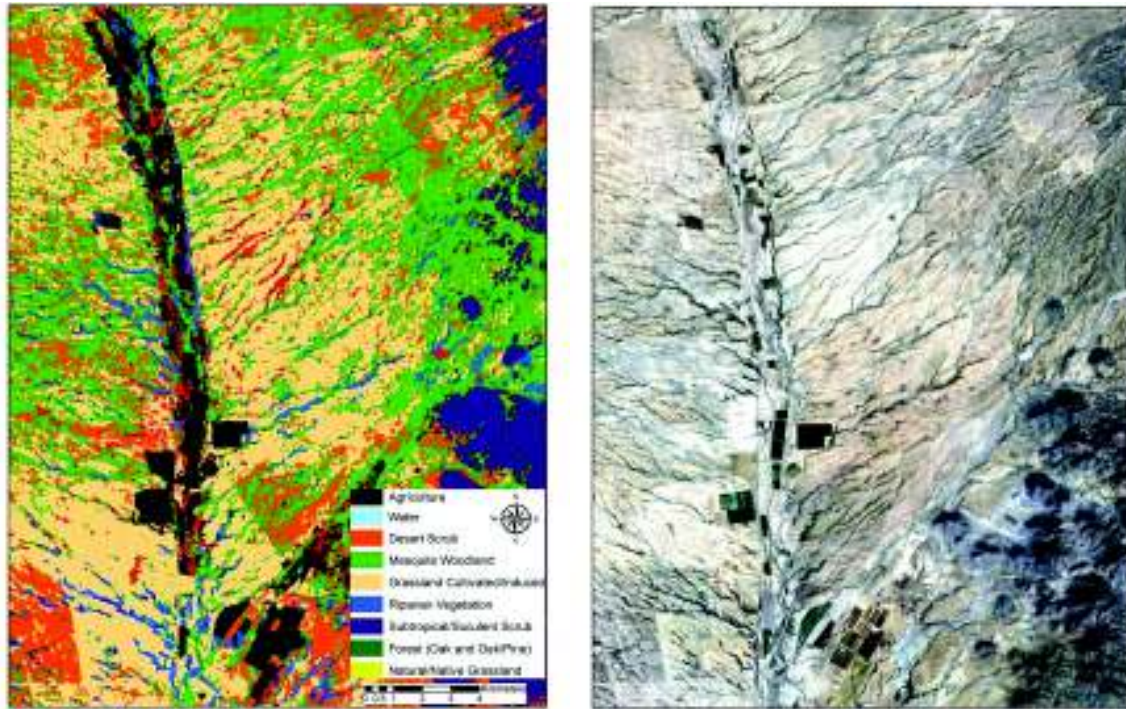 Agriculture
Water
Desert Scrub
Mesquite Woodland
Grassland Cultivated/Induced
Riparian Vegetation
Subtropical/Succulent Scrub
Forest (Oak and Oak/Pine)
Natural/Native Grassland